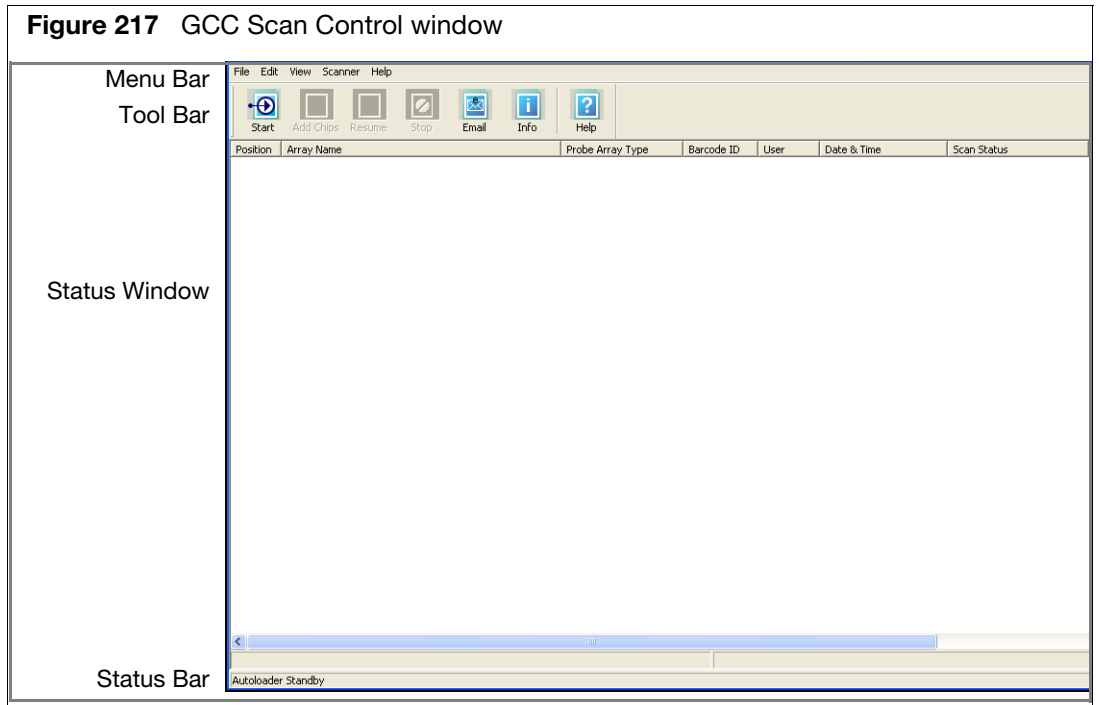 Figure 217 GCC Scan Control window
Menu Bar
File Edit View Scanner Help
Tool Bar
Start Add Chips Resume Stop Email Info Help
Position Array Name Probe Array Type Barcode ID User Date & Time Scan Status
Status Window
Status Bar
Autoloader Standby